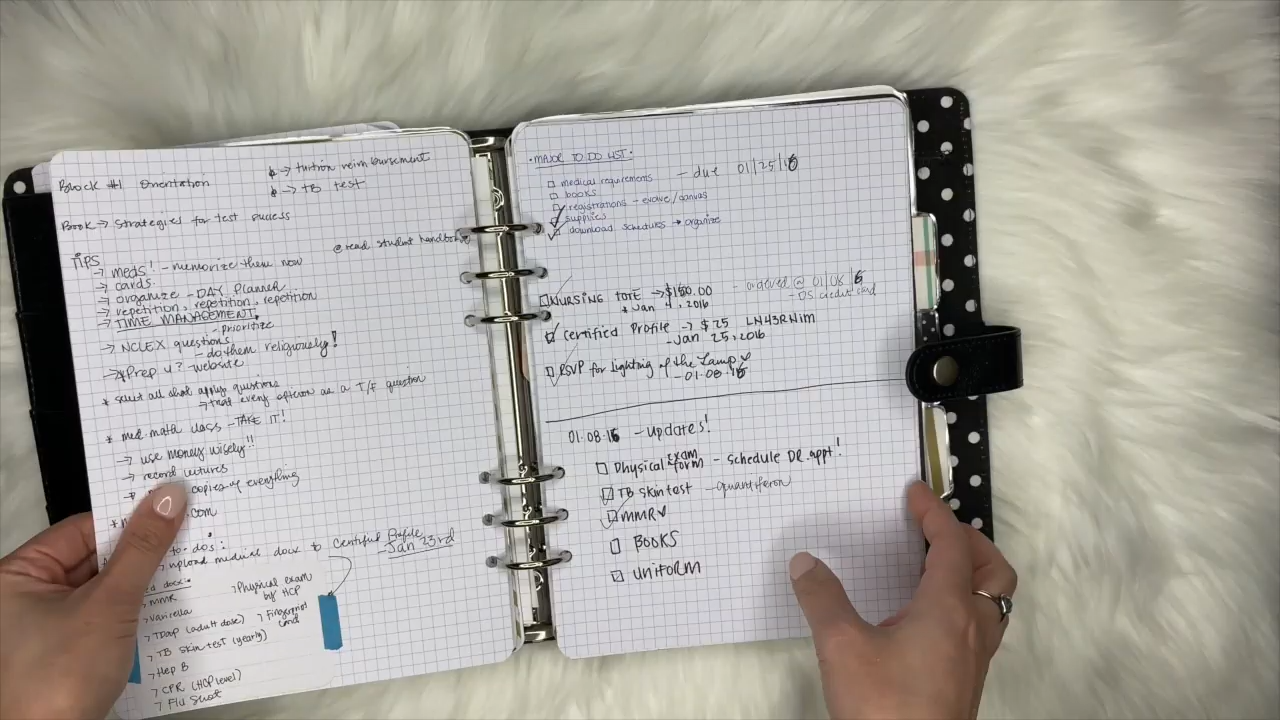 Block #1 Orientation
→ tuition reimbursement
→ TB test
Book → Strategies for test success
@ read student handbook
TIPS
→ meds! - memorize them now
→ cards
→ organize - DAY Planner
→ repetition, repetition, repetition
→ TIME MANAGEMENT.
- prioritize
→ NCLEX questions
- do them religiously!
→ *Prep U? - website
* select all that apply questions
→ treat every option as a T/F question
* med math class - TAKE IT!
→ use money wisely!!
→ record lectures
copies of everything
.com
to-dos:
→ upload medical docx to certified Profile
- Jan 23rd
docx:
→ MMR
→ Varicella
→ TDap (adult dose)
→ TB skin test (yearly)
→ Hep B
→ CPR (HCP level)
→ Flu Shot
→ Physical exam
by HCP
→ Fingerprint
card
• MAJOR TO DO LIST •
□ medical requirements - due 01/25/16
□ books
☑ registrations - evolve/canvas
☑ supplies
☑ download schedules → organize
☑ NURSING TOTE → $150.00 - ordered @ 01/08/16
* Jan 4, 2016 - DS credit card
☑ Certified Profile → $25 LN43RNim
- Jan 25, 2016
☑ RSVP for Lighting of the Lamp
- 01.08.16
01.08.16 - updates!
□ Physical exam form - schedule DR. appt!
☑ TB skin test - quantiferon
☑ MMRV
□ BOOKS
□ UNIFORM